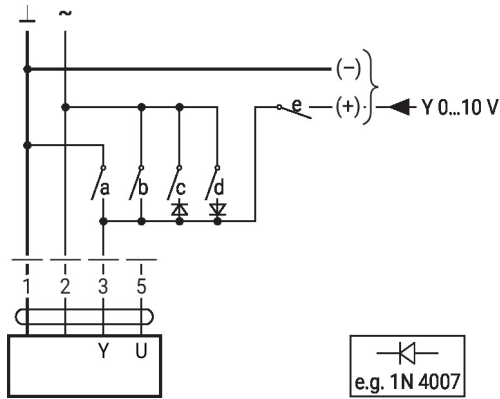 ⊥ ~
(–)
e (+) Y 0...10 V
a b c d
1 2 3 5
Y U
e.g. 1N 4007